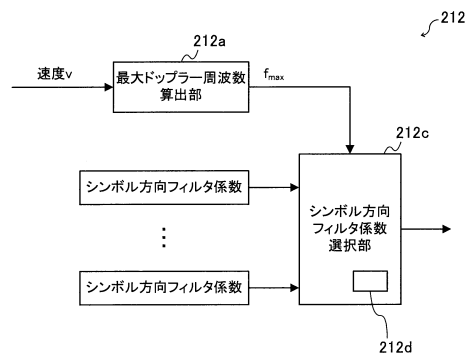 212
212a
速度v
最大ドップラー周波数
算出部
fmax
212c
シンボル方向フィルタ係数
シンボル方向
フィルタ係数
選択部
シンボル方向フィルタ係数
212d